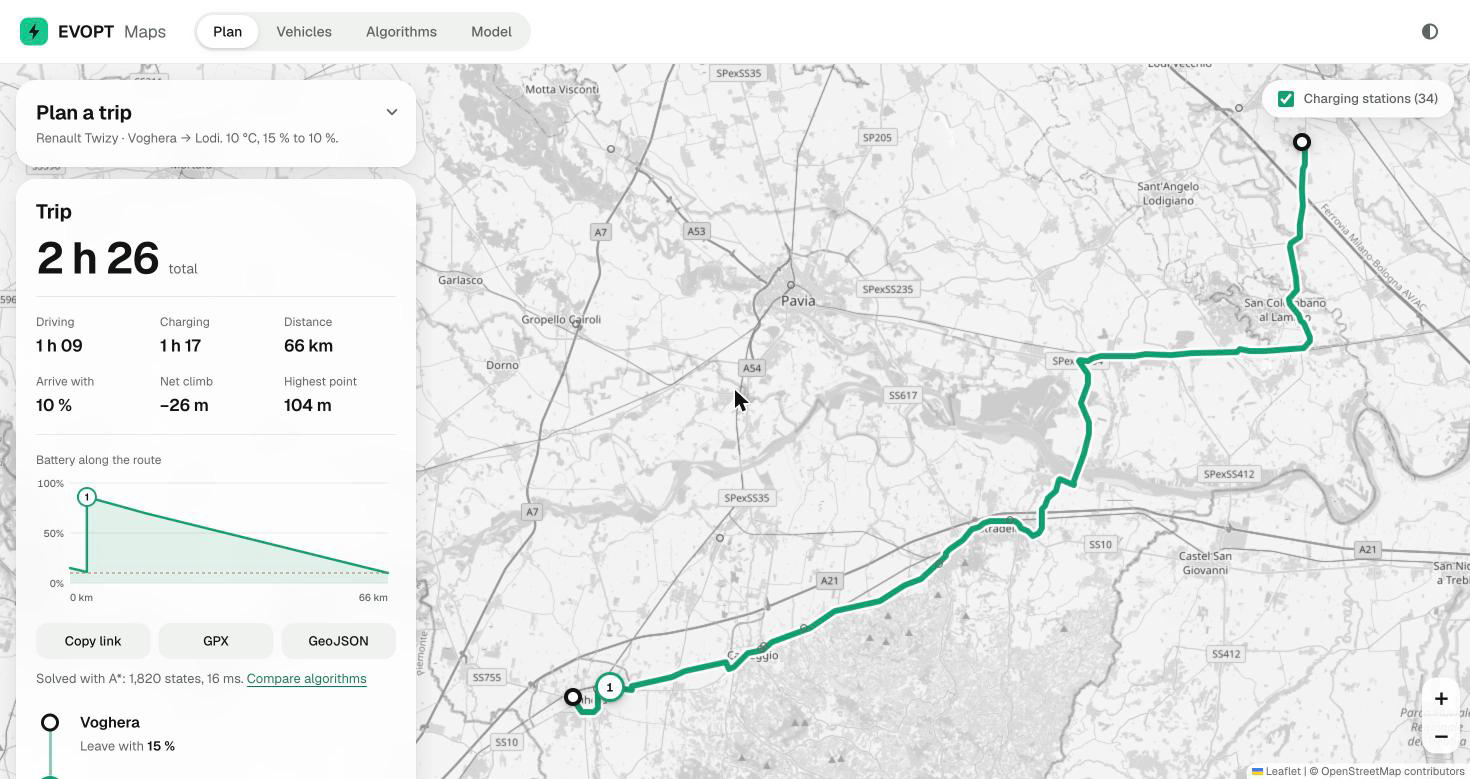 EVOPT Maps
Plan
Vehicles
Algorithms
Model
Plan a trip
Renault Twizy · Voghera → Lodi. 10 °C, 15 % to 10 %.
Trip
2 h 26 total
Driving
Charging
Distance
1 h 09
1 h 17
66 km
Arrive with
Net climb
Highest point
10 %
−26 m
104 m
Battery along the route
100%
50%
0%
1
0 km
66 km
Copy link
GPX
GeoJSON
Solved with A*: 1,820 states, 16 ms. Compare algorithms
Voghera
Leave with 15 %
Charging stations (34)
SPexSS35
Motta Visconti
SP205
Sant'Angelo
Lodigiano
A7
A53
Ferrovia Milano-Bologna AV/AC
Garlasco
SPexSS235
Pavia
Gropello Cairoli
Dorno
A54
SS617
SPexSS412
SPexSS35
A7
SS10
Castel San
Giovanni
A21
A21
SS412
SS755
SS10
1
+
−
Leaflet | © OpenStreetMap contributors